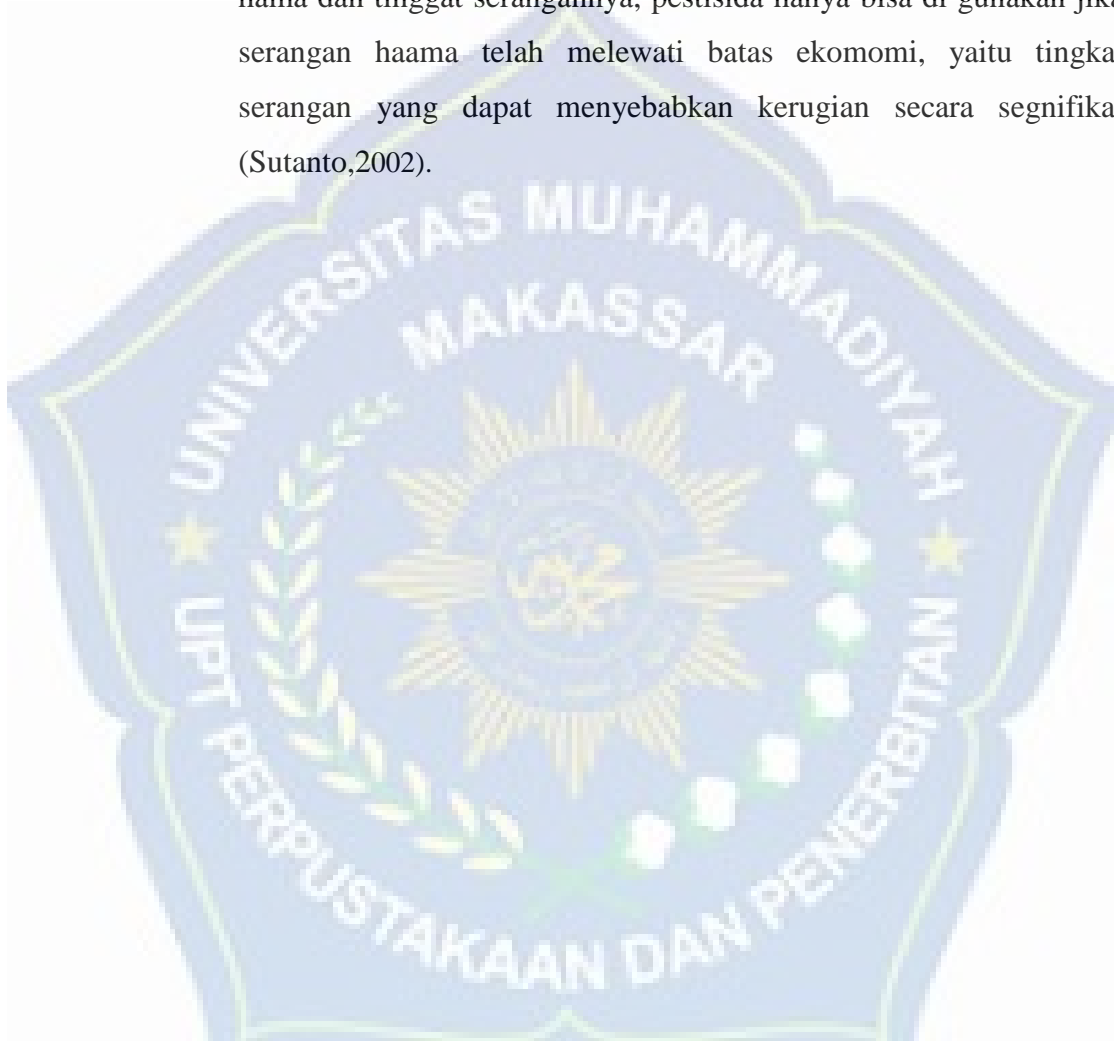 hama dan tinggat serangannya, pestisida hanya bisa di gunakan jika
serangan haama telah melewati batas ekomomi, yaitu tingka
serangan yang dapat menyebabkan kerugian secara segnifika
(Sutanto,2002).
UNIVERSITAS MUHAMMADIYAH
MAKASSAR
UPT PERPUSTAKAAN DAN PENERBITAN